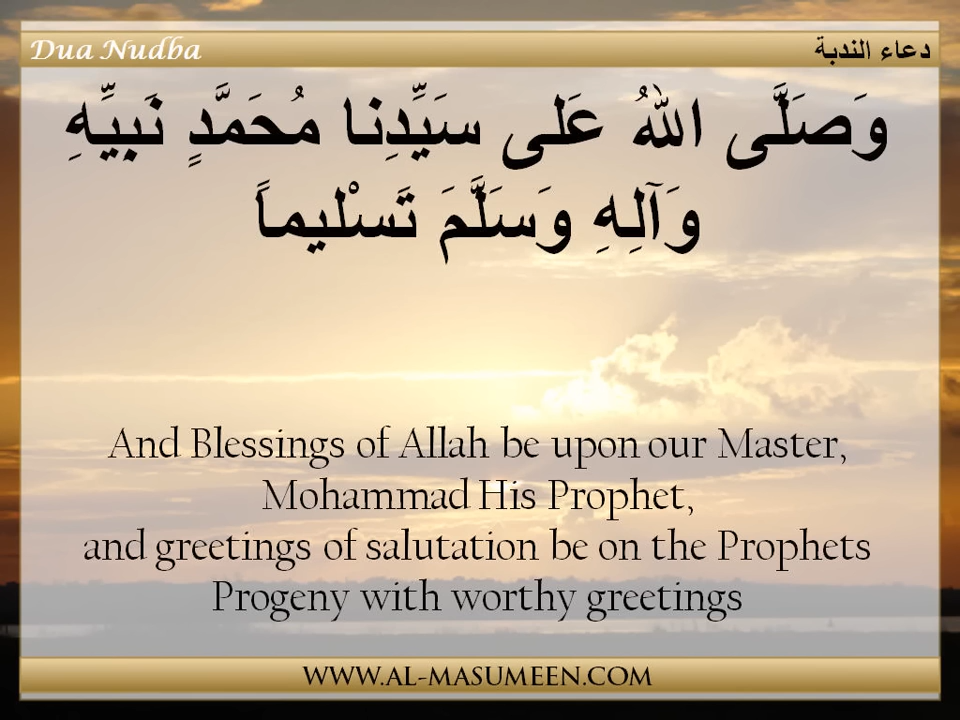 Dua Nudba دعاء الندبة
وَصَلَّى اللهُ عَلى سَيِّدِنا مُحَمَّدٍ نَبِيِّهِ
وَآلِهِ وَسَلَّمَ تَسْليماً
And Blessings of Allah be upon our Master,
Mohammad His Prophet,
and greetings of salutation be on the Prophets
Progeny with worthy greetings
WWW.AL-MASUMEEN.COM